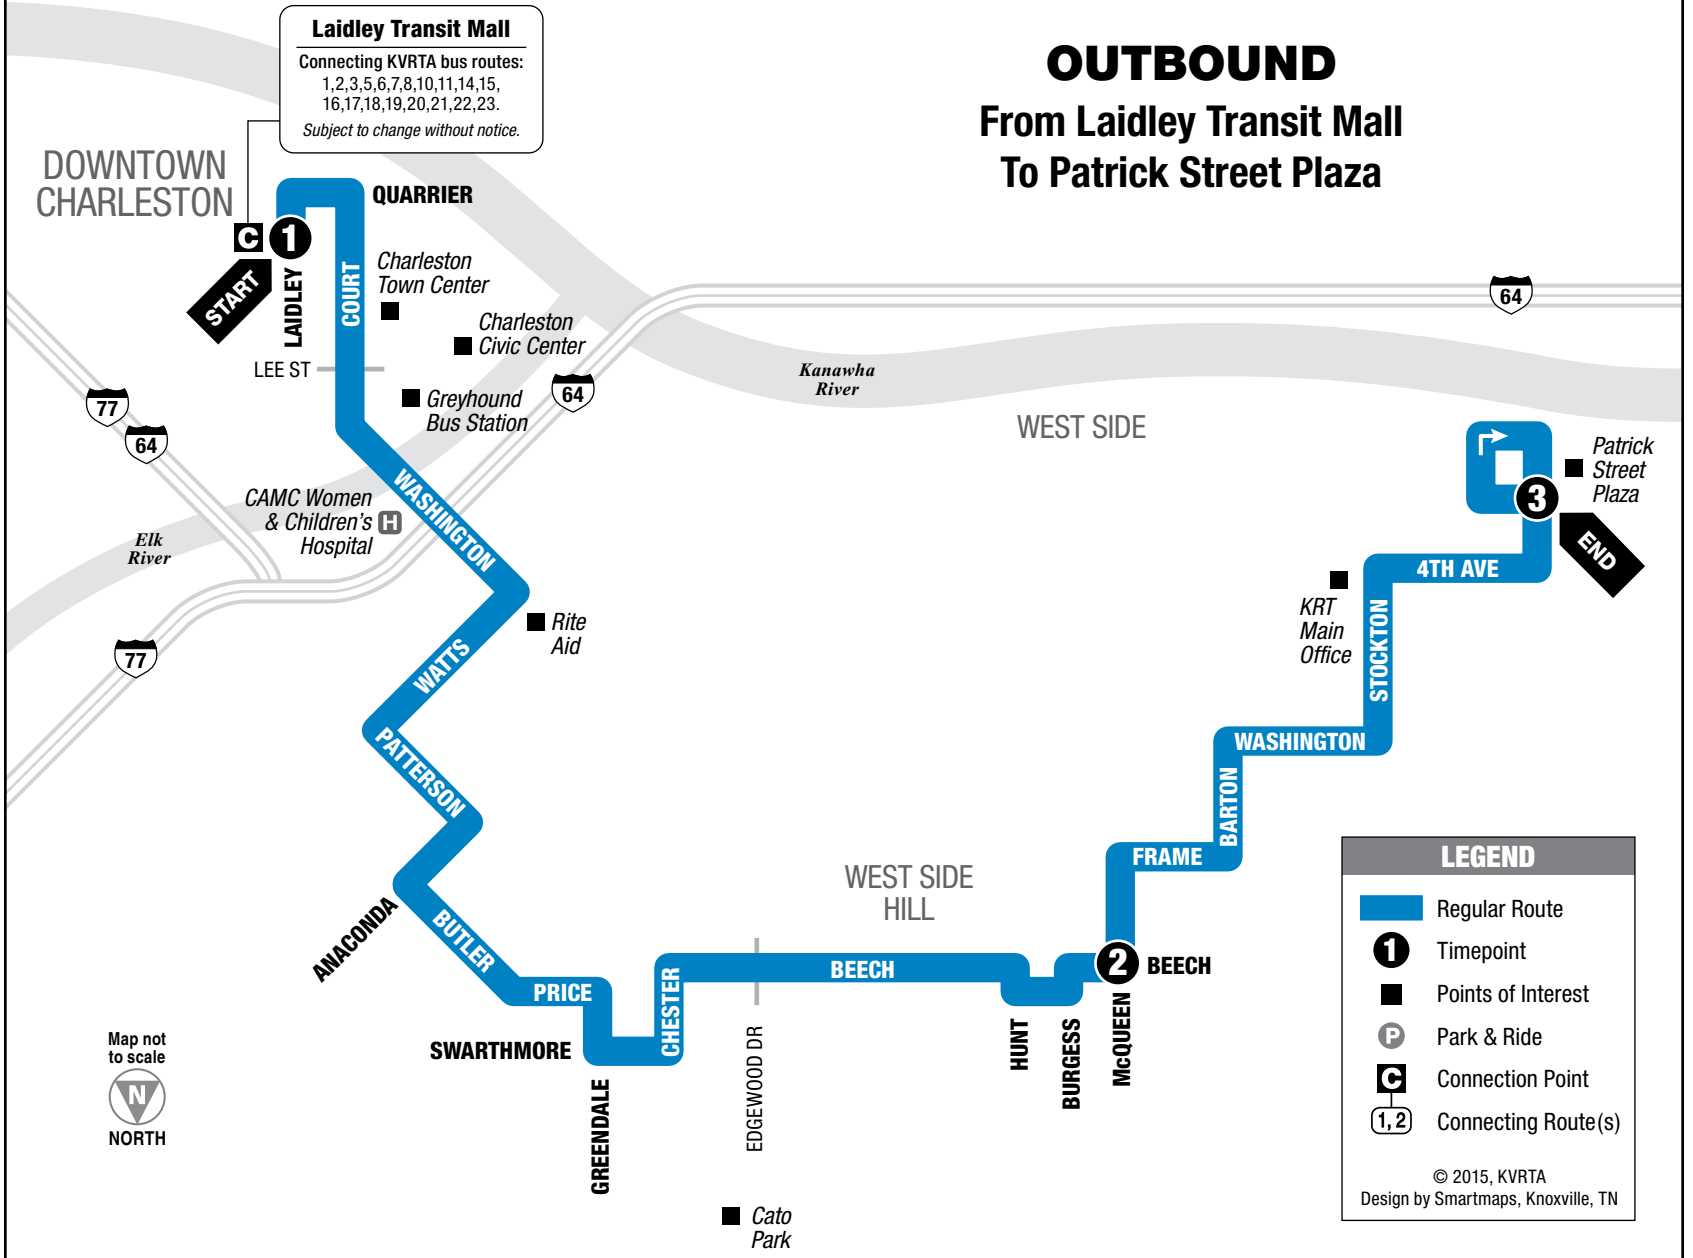 Laidley Transit Mall
Connecting KVRTA bus routes:
1,2,3,5,6,7,8,10,11,14,15,
16,17,18,19,20,21,22,23.
Subject to change without notice.
OUTBOUND
From Laidley Transit Mall
To Patrick Street Plaza
DOWNTOWN
CHARLESTON
QUARRIER
C
1
START
LAIDLEY
COURT
Charleston
Town Center
Charleston
Civic Center
LEE ST
Greyhound
Bus Station
64
64
77
64
Kanawha
River
WEST SIDE
Patrick
Street
Plaza
3
END
WASHINGTON
CAMC Women
& Children's
Hospital
H
Elk
River
4TH AVE
KRT
Main
Office
STOCKTON
Rite
Aid
WATTS
77
PATTERSON
WASHINGTON
BARTON
FRAME
WEST SIDE
HILL
ANACONDA
BUTLER
PRICE
SWARTHMORE
GREENDALE
CHESTER
BEECH
EDGEWOOD DR
HUNT
BURGESS
2
BEECH
McQUEEN
Cato
Park
Map not
to scale
N
NORTH
LEGEND
Regular Route
1
Timepoint
Points of Interest
P
Park & Ride
C
Connection Point
1, 2
Connecting Route(s)
© 2015, KVRTA
Design by Smartmaps, Knoxville, TN